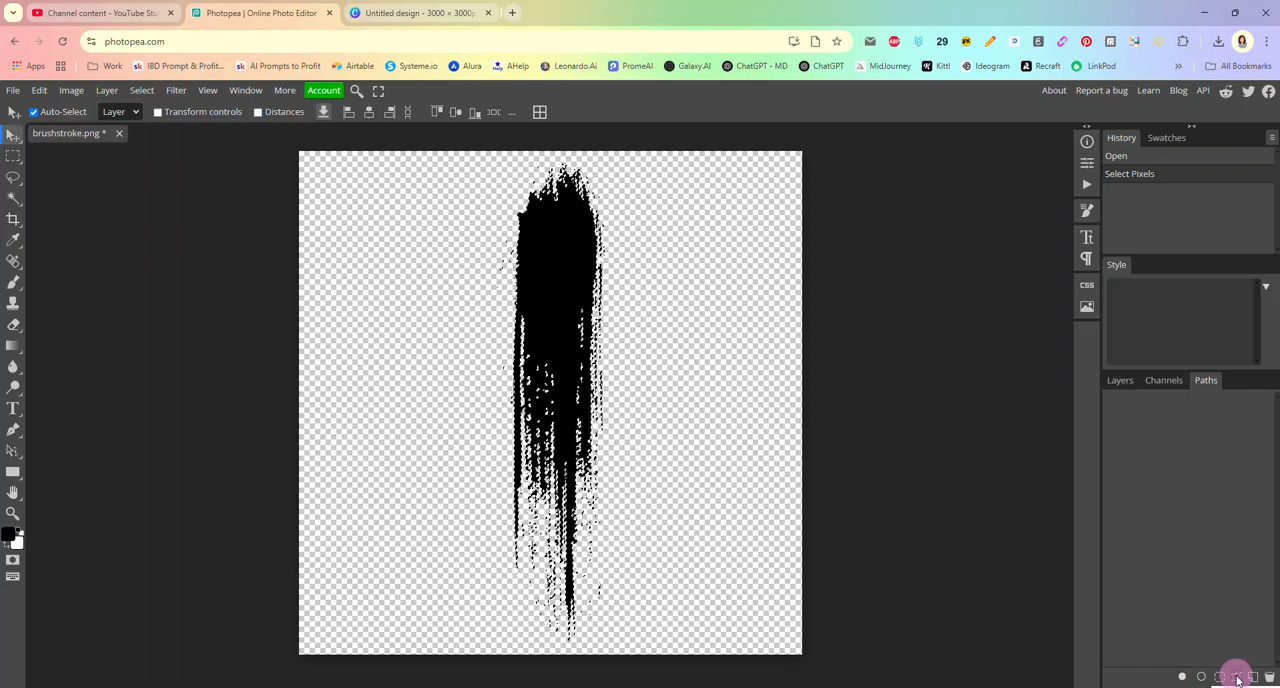 Channel content - YouTube Stu
Photopea | Online Photo Editor
Untitled design - 3000 × 3000p
photopea.com
29
Apps
Work
IBD Prompt & Profit...
AI Prompts to Profit
Airtable
Systeme.io
Alura
AHelp
Leonardo.Ai
PromeAI
Galaxy.AI
ChatGPT - MD
ChatGPT
MidJourney
Kittl
Ideogram
Recraft
LinkPod
All Bookmarks
File Edit Image Layer Select Filter View Window More Account
About Report a bug Learn Blog API
Auto-Select Layer Transform controls Distances ...
brushstroke.png *
History Swatches
Open
Select Pixels
Style
CSS
Layers Channels Paths